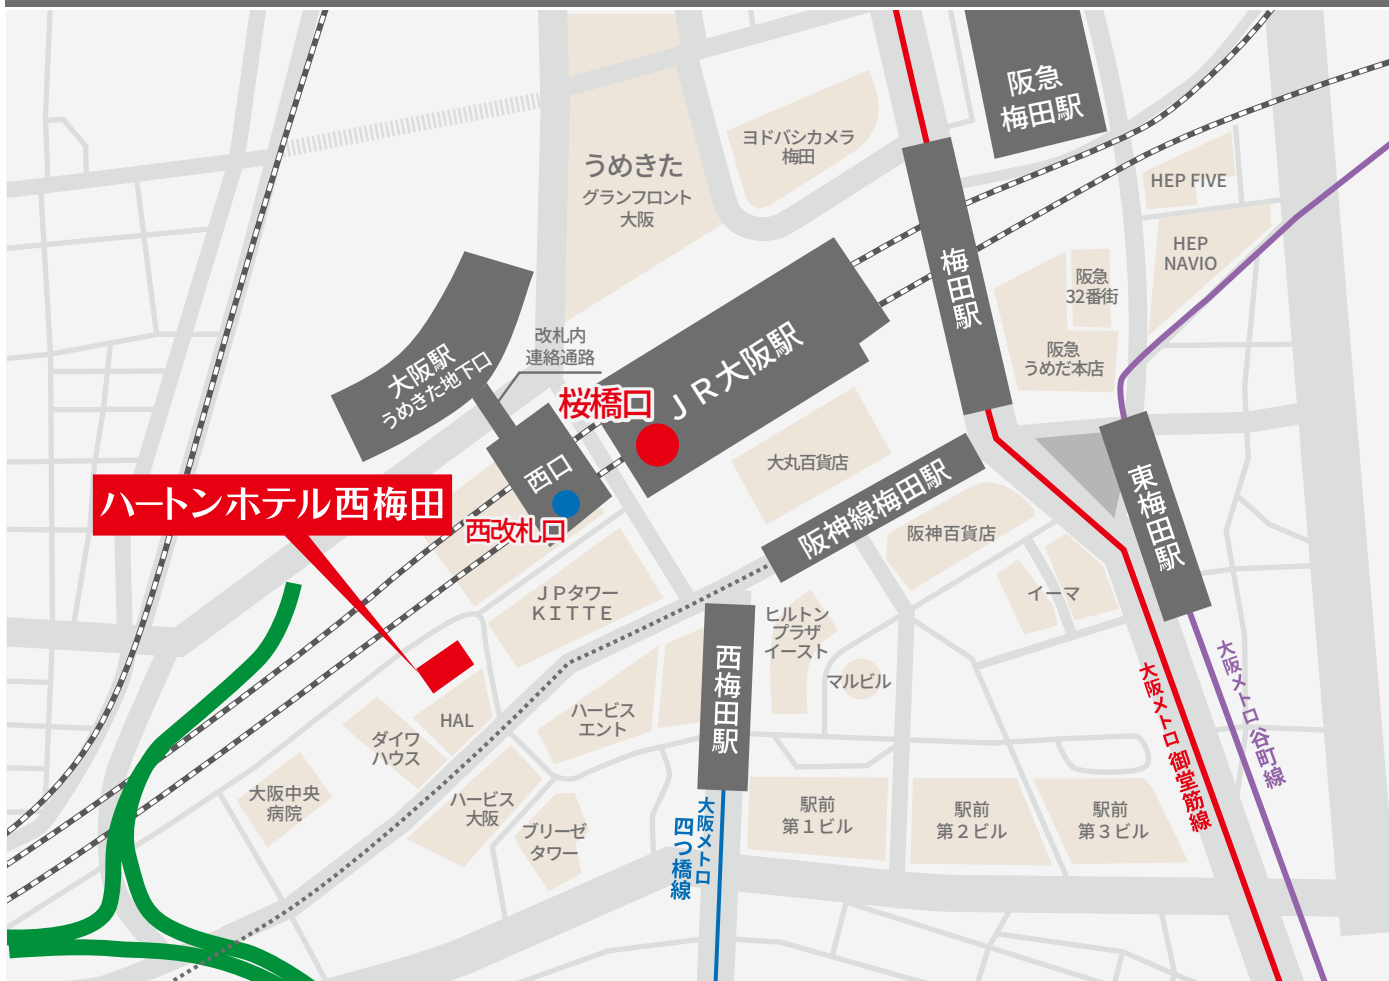 阪急
梅田駅
ヨドバシカメラ
梅田
うめきた
グランフロント
大阪
HEP FIVE
HEP
NAVIO
梅田駅
阪急
32番街
阪急
うめだ本店
改札内
連絡通路
大阪駅
うめきた地下口
JR大阪駅
桜橋口
西口
西改札口
大丸百貨店
阪神線梅田駅
東梅田駅
ハートンホテル西梅田
阪神百貨店
イーマ
JPタワー
KITTE
ヒルトン
プラザ
イースト
西梅田駅
マルビル
HAL
ハービス
エント
ダイワ
ハウス
大阪中央
病院
ハービス
大阪
ブリーゼ
タワー
大阪メトロ
四つ橋線
駅前
第1ビル
駅前
第2ビル
駅前
第3ビル
大阪メトロ 御堂筋線
大阪メトロ 谷町線